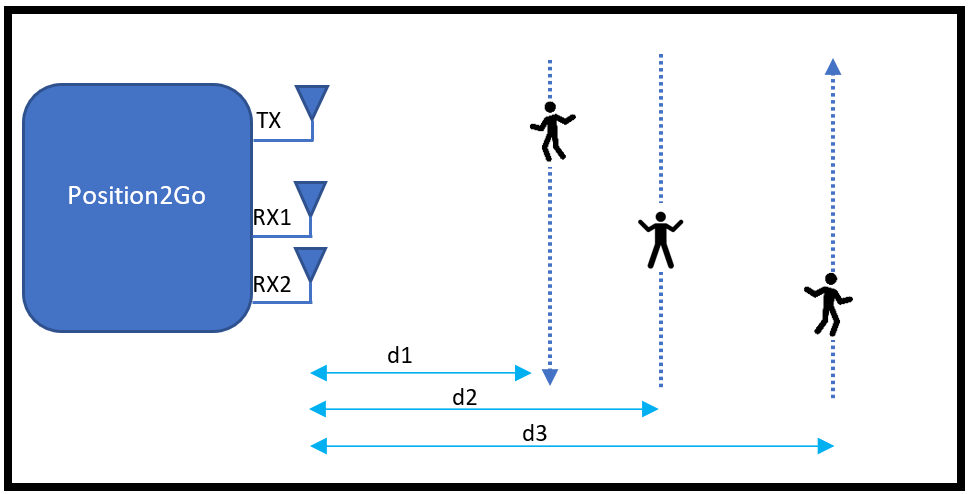 TX
Position2Go
RX1
RX2
d1
d2
d3